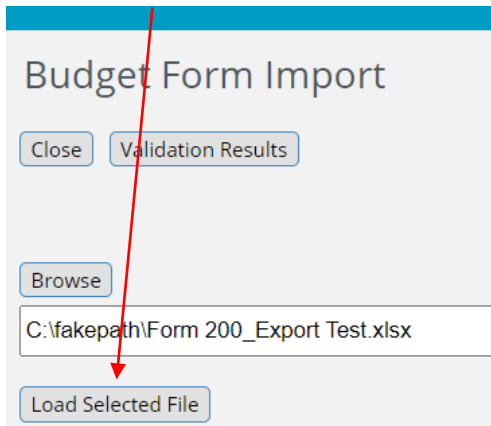 Budget Form Import
Close Validation Results
Browse
C:\fakepath\Form 200_Export Test.xlsx
Load Selected File